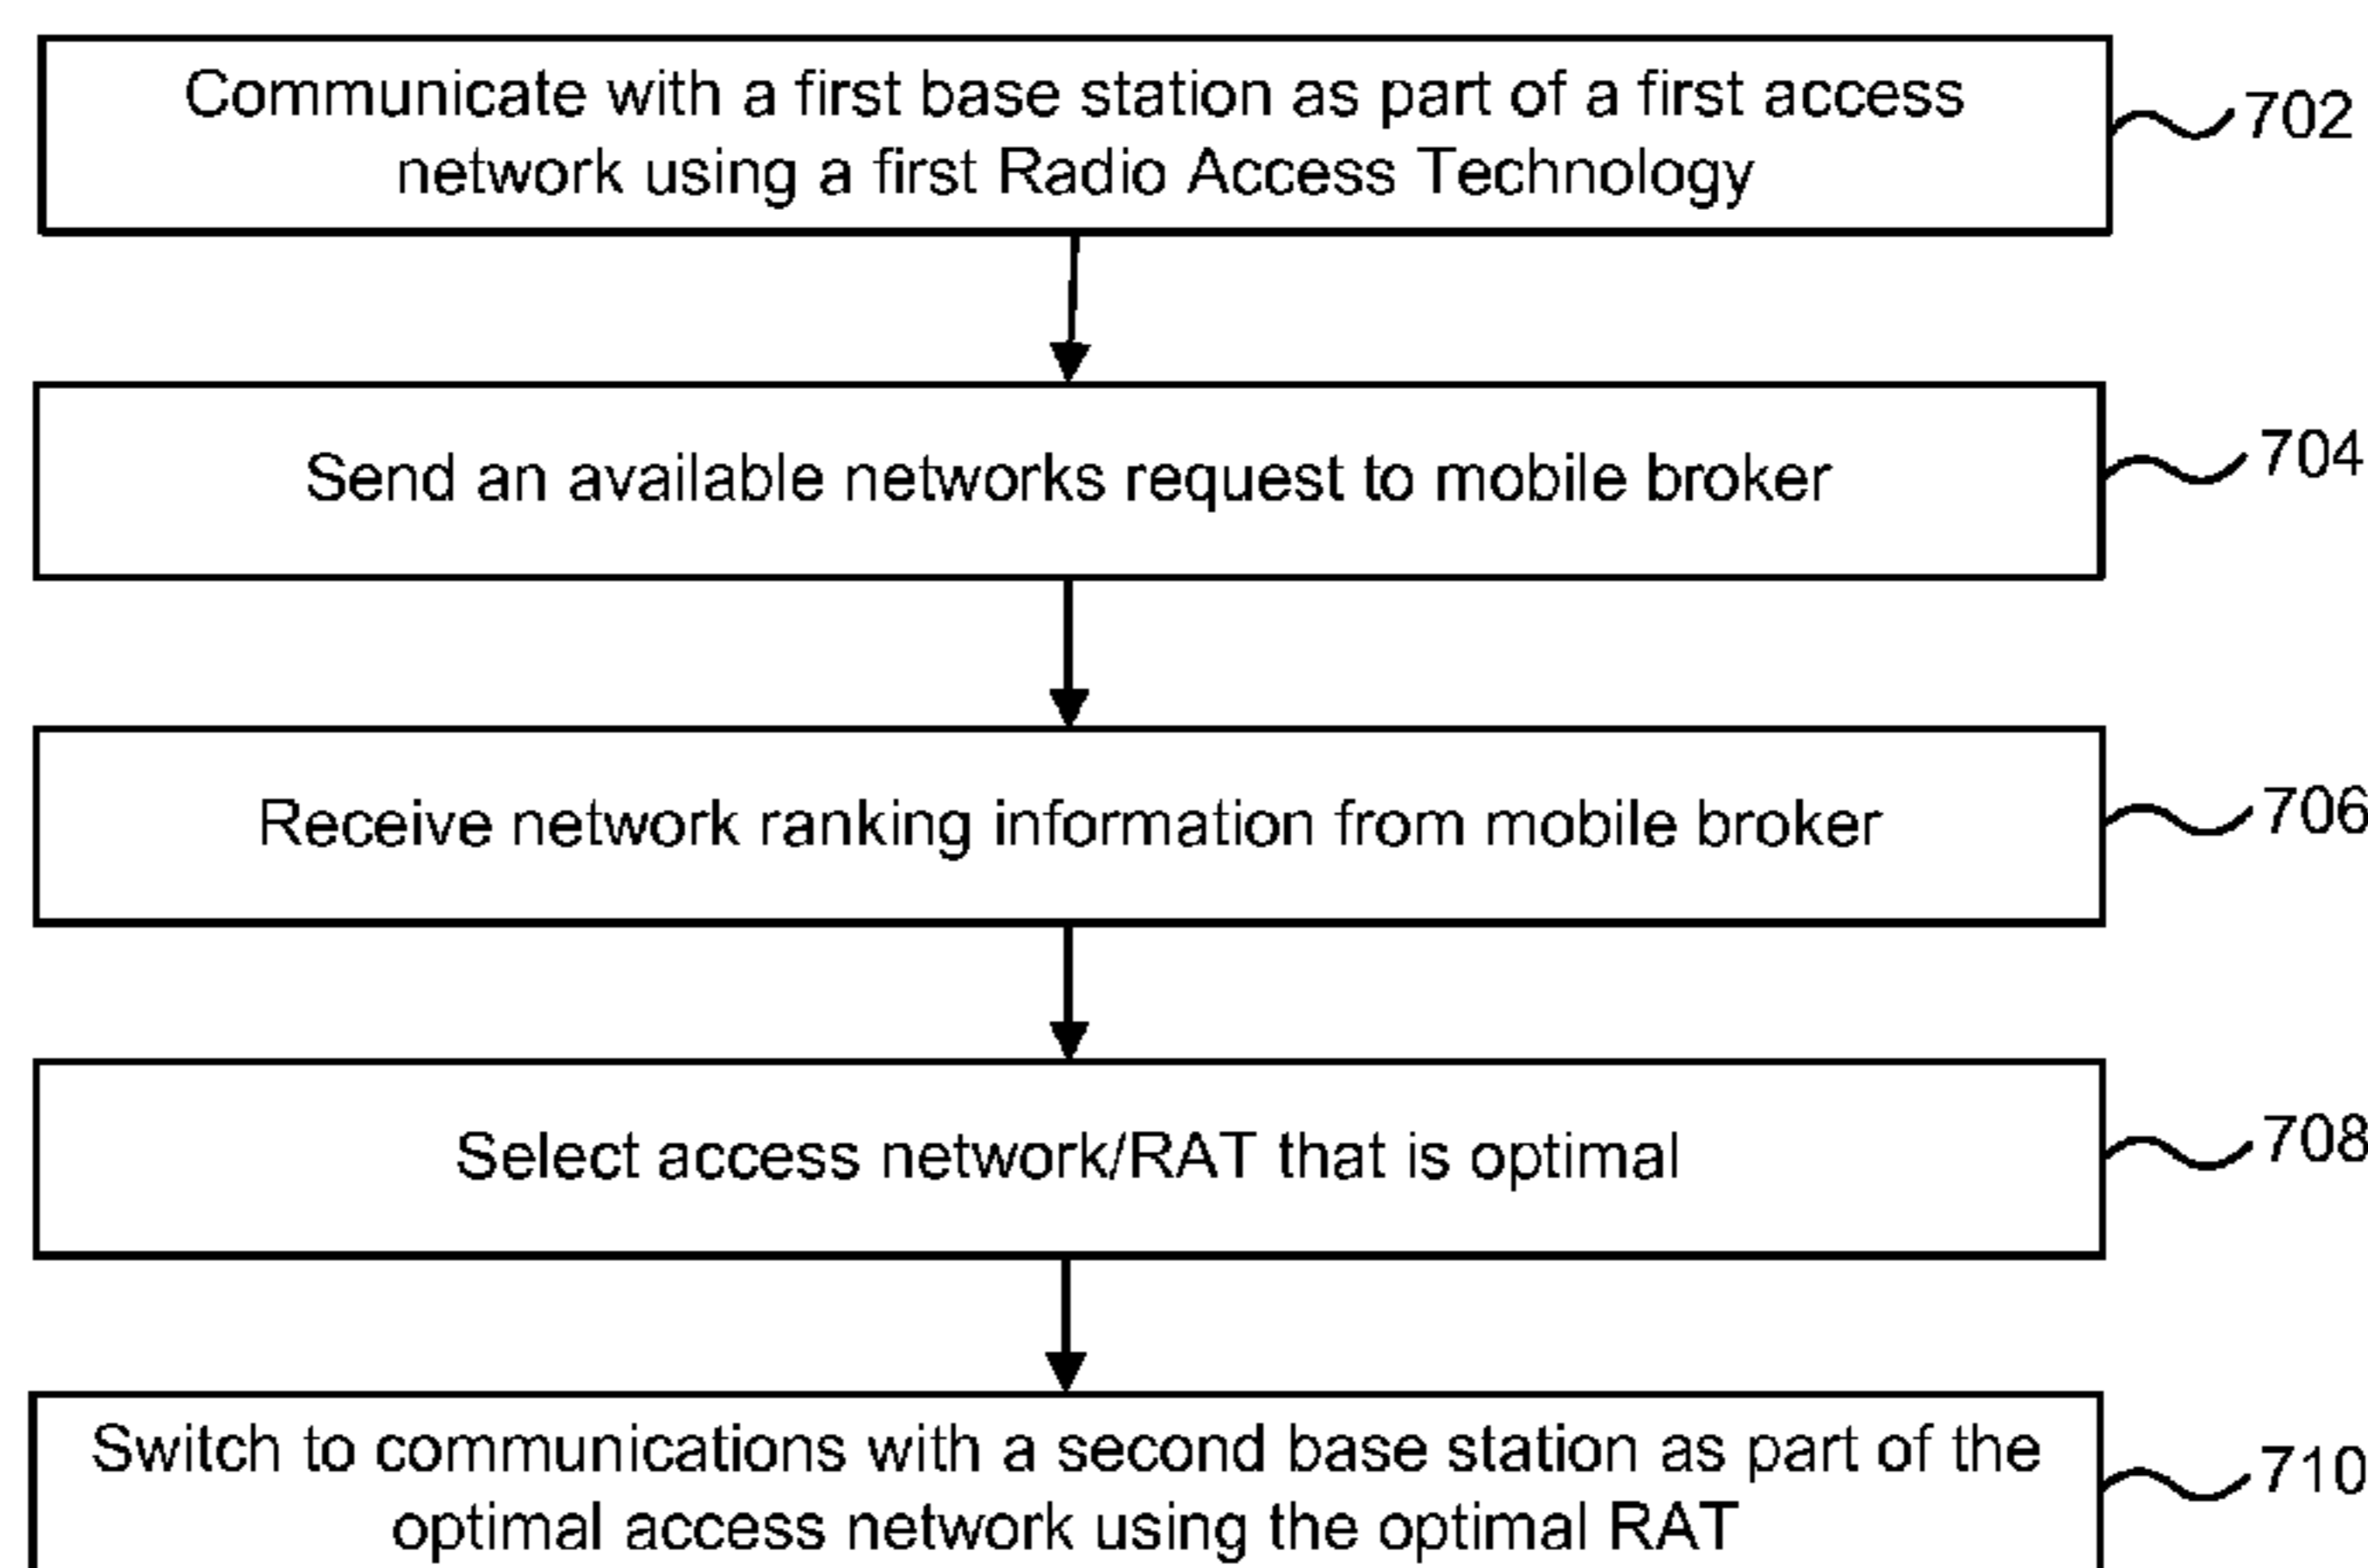 Communicate with a first base station as part of a first access
network using a first Radio Access Technology
702
Send an available networks request to mobile broker
704
Receive network ranking information from mobile broker
706
Select access network/RAT that is optimal
708
Switch to communications with a second base station as part of the
optimal access network using the optimal RAT
710